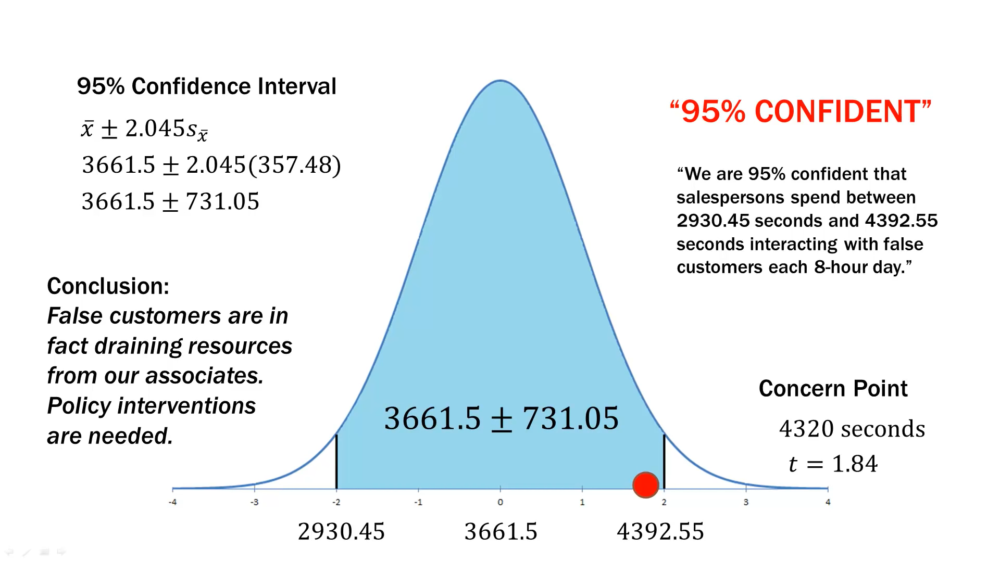 95% Confidence Interval
x̄ ± 2.045s_x̄
3661.5 ± 2.045(357.48)
3661.5 ± 731.05
Conclusion:
False customers are in
fact draining resources
from our associates.
Policy interventions
are needed.
“95% CONFIDENT”
“We are 95% confident that
salespersons spend between
2930.45 seconds and 4392.55
seconds interacting with false
customers each 8-hour day.”
Concern Point
4320 seconds
t = 1.84
3661.5 ± 731.05
-4 -3 -2 -1 0 1 2 3 4
2930.45 3661.5 4392.55